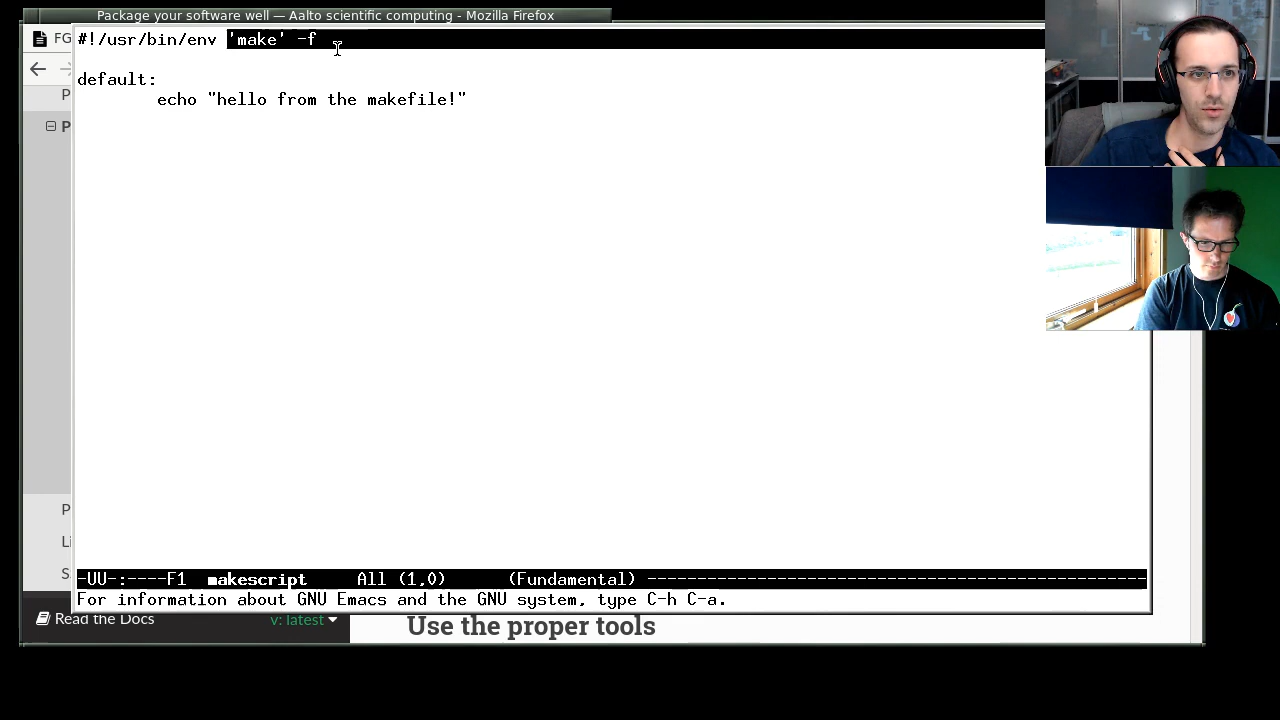 Package your software well — Aalto scientific computing - Mozilla Firefox
FG
#!/usr/bin/env 'make' -f
P
default:
echo "hello from the makefile!"
P
P
Li
S
-UU-:----F1 makescript All (1,0) (Fundamental) --------------------------------------------------
For information about GNU Emacs and the GNU system, type C-h C-a.
Read the Docs v: latest
Use the proper tools